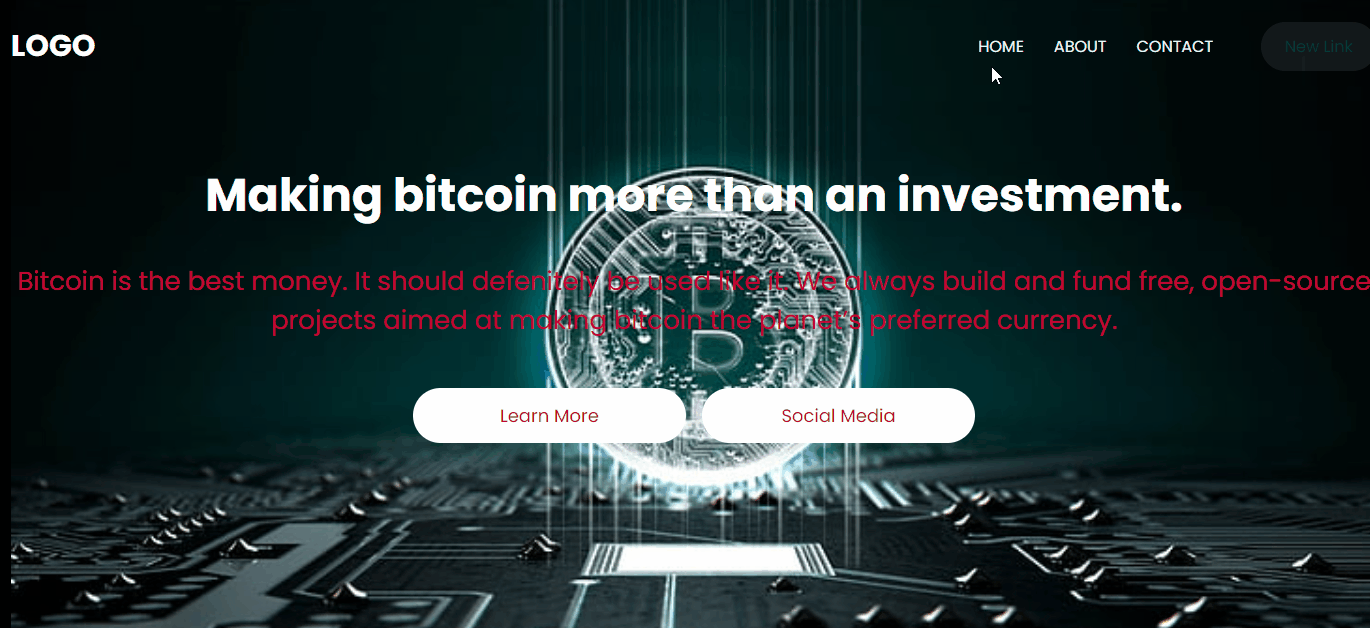 LOGO
HOME ABOUT CONTACT New Link
Making bitcoin more than an investment.
Bitcoin is the best money. It should defenitely be used like it. We always build and fund free, open-source
projects aimed at making bitcoin the planet's preferred currency.
Learn More Social Media